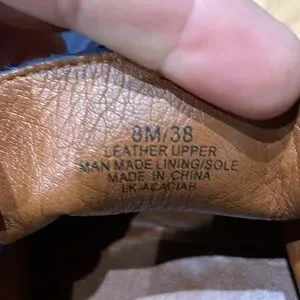 8M/38
LEATHER UPPER
MAN MADE LINING/SOLE
MADE IN CHINA
LK-ACACIAH